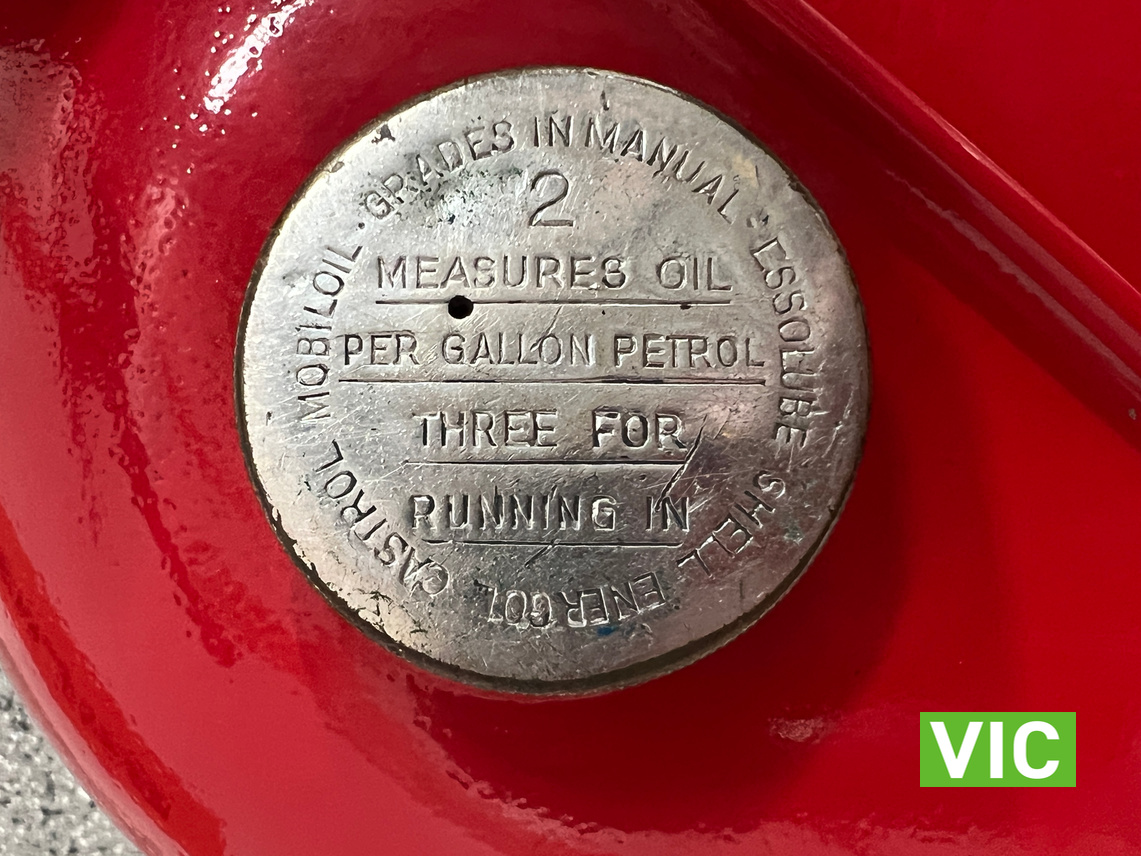 GRADES IN MANUAL · ESSOLUBE SHELL ENERGOL CASTROL MOBILOIL ·
2
MEASURES OIL
PER GALLON PETROL
THREE FOR
RUNNING IN
VIC